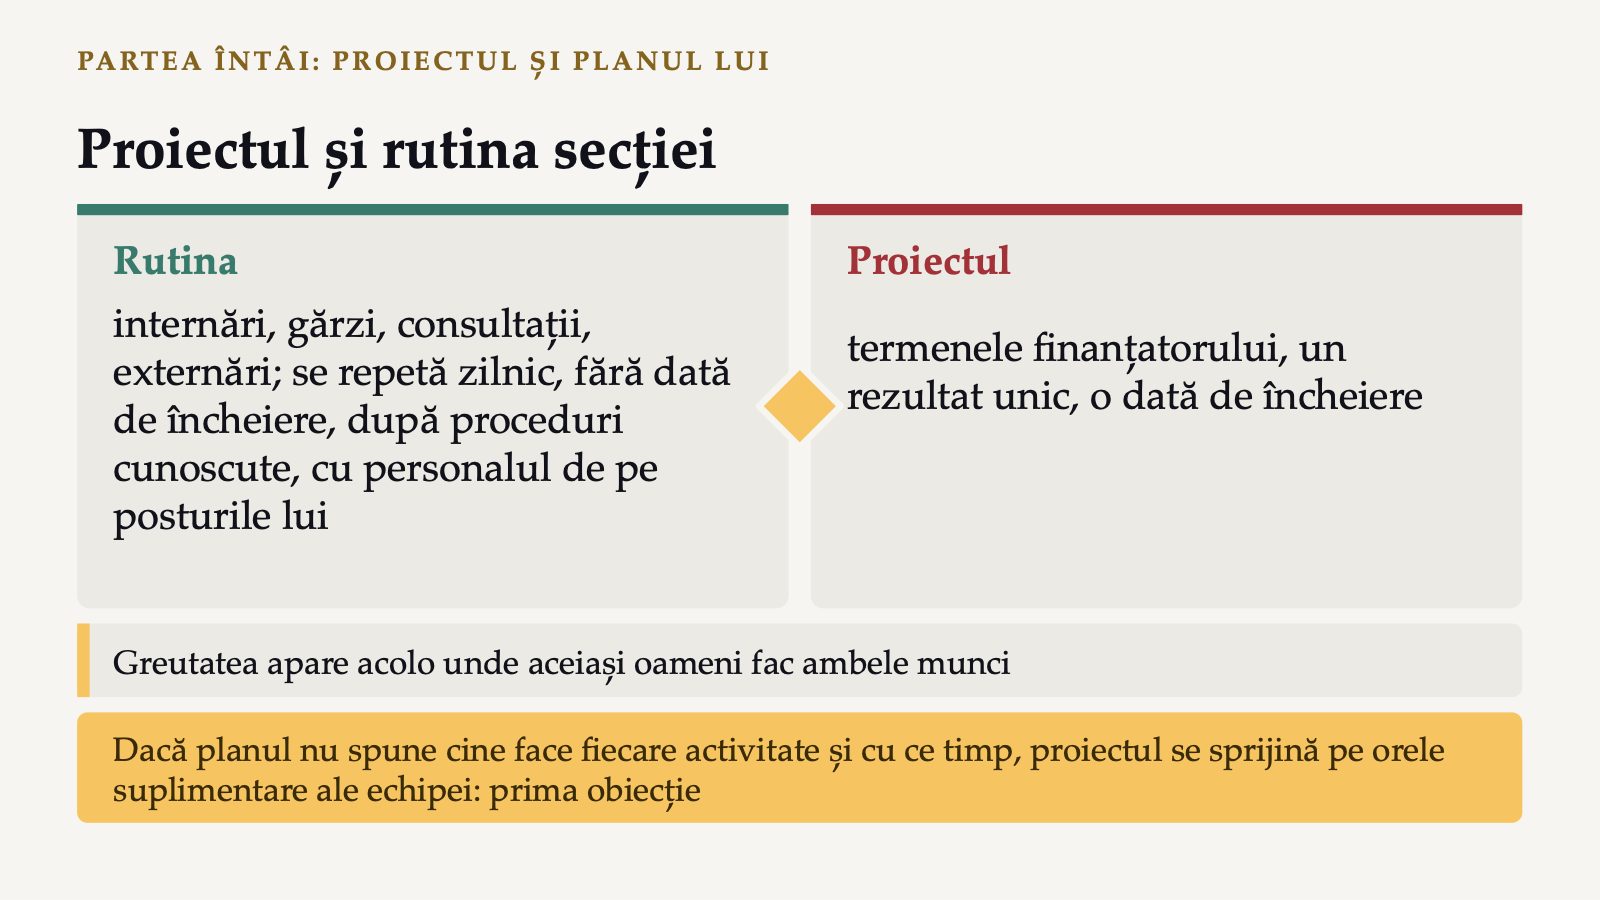 PARTEA ÎNTÂI: PROIECTUL ȘI PLANUL LUI
Proiectul și rutina secției
Rutina
internări, gărzi, consultații,
externări; se repetă zilnic, fără dată
de încheiere, după proceduri
cunoscute, cu personalul de pe
posturile lui
Proiectul
termenele finanțatorului, un
rezultat unic, o dată de încheiere
Greutatea apare acolo unde aceiași oameni fac ambele munci
Dacă planul nu spune cine face fiecare activitate și cu ce timp, proiectul se sprijină pe orele
suplimentare ale echipei: prima obiecție